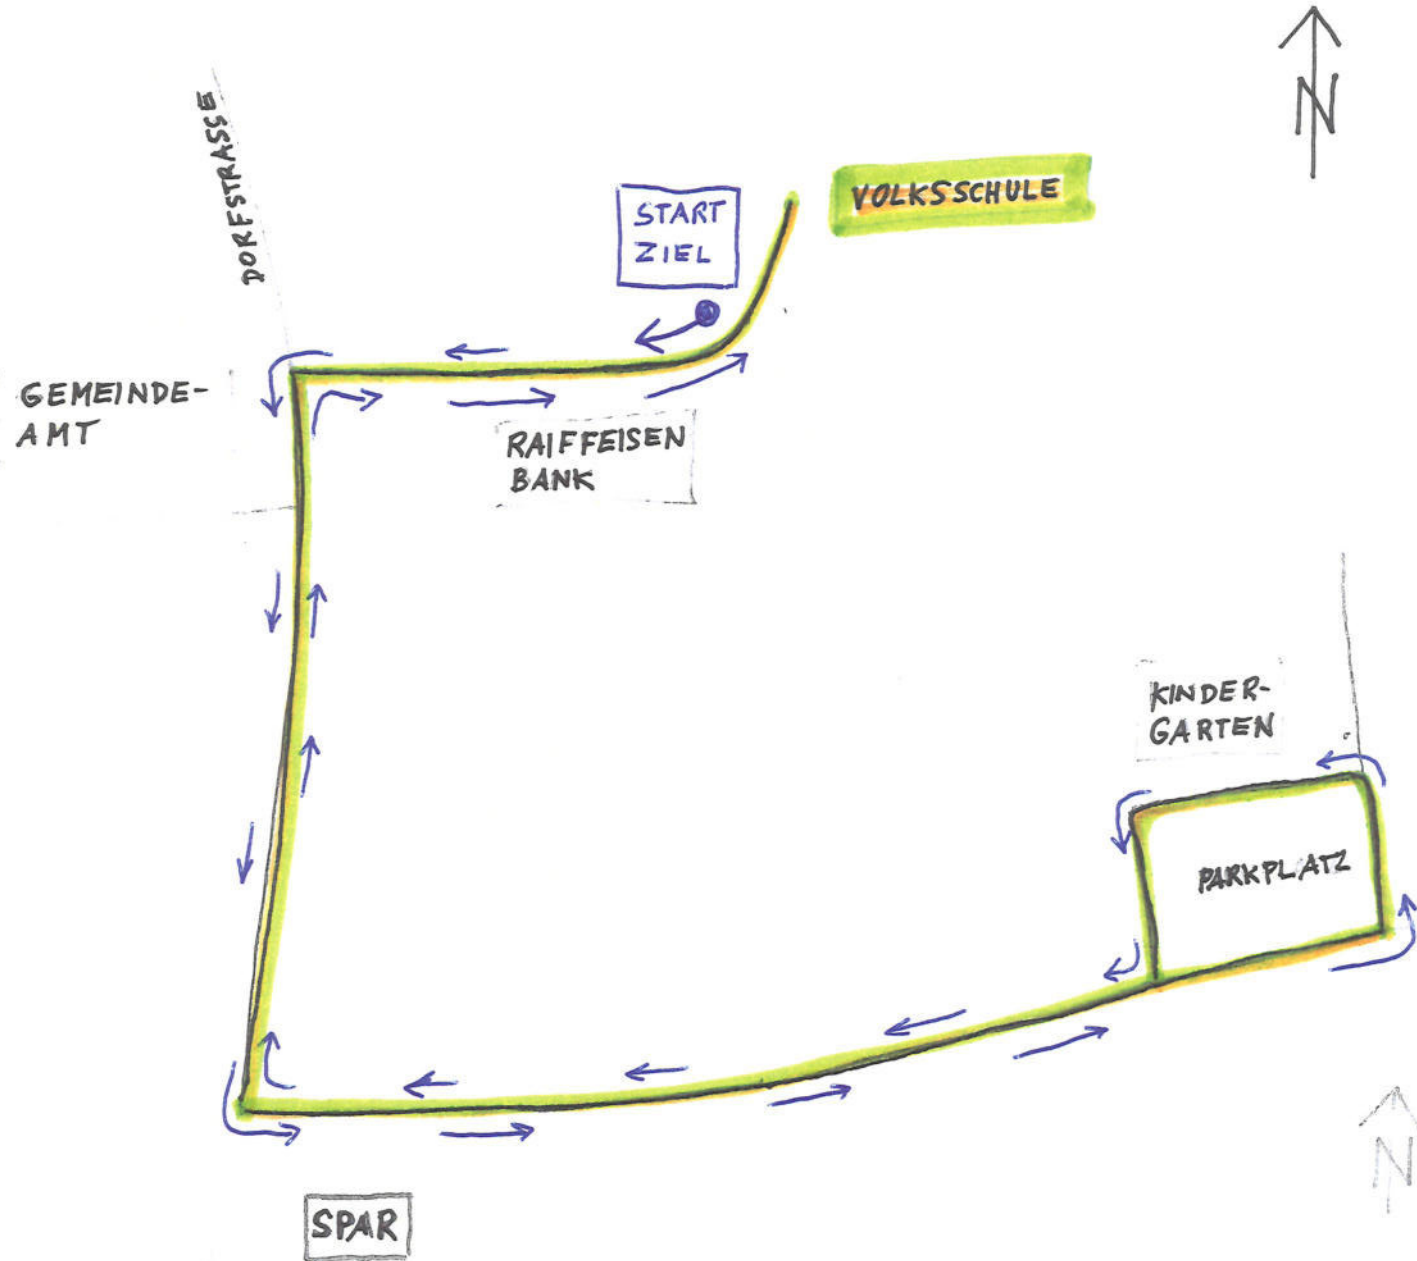 N
DORFSTRASSE
START
ZIEL
VOLKSSCHULE
GEMEINDE-
AMT
RAIFFEISEN
BANK
KINDER-
GARTEN
PARKPLATZ
N
SPAR